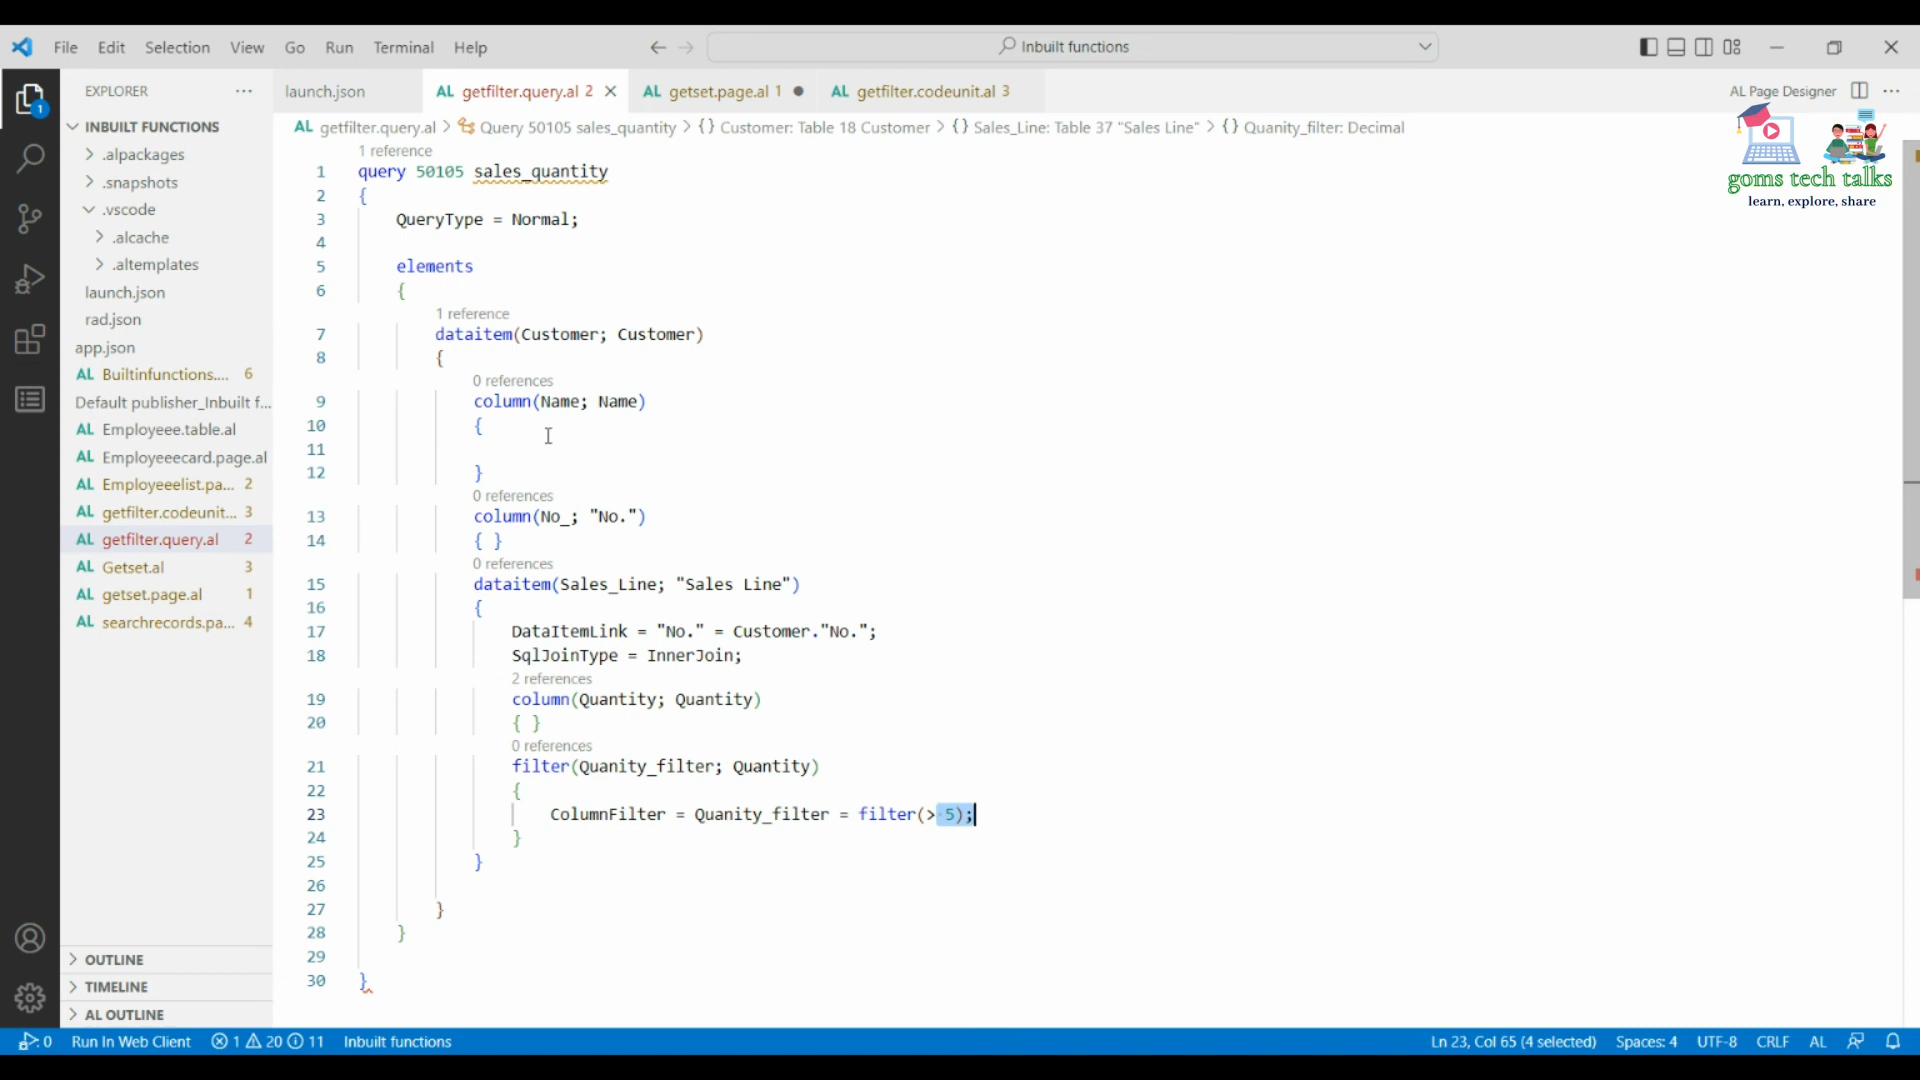 File Edit Selection View Go Run Terminal Help
Inbuilt functions
EXPLORER
launch.json
AL getfilter.query.al 2
AL getset.page.al 1
AL getfilter.codeunit.al 3
AL Page Designer
AL getfilter.query.al > Query 50105 sales_quantity > {} Customer: Table 18 Customer > {} Sales_Line: Table 37 "Sales Line" > {} Quanity_filter: Decimal
goms tech talks
learn, explore, share
INBUILT FUNCTIONS
.alpackages
.snapshots
.vscode
.alcache
.altemplates
launch.json
rad.json
app.json
AL Builtinfunctions.... 6
Default publisher_Inbuilt f...
AL Employeee.table.al
AL Employeeecard.page.al
AL Employeeelist.pa... 2
AL getfilter.codeunit... 3
AL getfilter.query.al 2
AL Getset.al 3
AL getset.page.al 1
AL searchrecords.pa... 4
OUTLINE
TIMELINE
AL OUTLINE
1 reference
1 query 50105 sales_quantity
2 {
3 QueryType = Normal;
4
5 elements
6 {
1 reference
7 dataitem(Customer; Customer)
8 {
0 references
9 column(Name; Name)
10 {
11
12 }
0 references
13 column(No_; "No.")
14 { }
0 references
15 dataitem(Sales_Line; "Sales Line")
16 {
17 DataItemLink = "No." = Customer."No.";
18 SqlJoinType = InnerJoin;
2 references
19 column(Quantity; Quantity)
20 { }
0 references
21 filter(Quanity_filter; Quantity)
22 {
23 ColumnFilter = Quanity_filter = filter(> 5);
24 }
25 }
26
27 }
28 }
29
30 }
0 Run In Web Client 1 20 11 Inbuilt functions
Ln 23, Col 65 (4 selected) Spaces: 4 UTF-8 CRLF AL